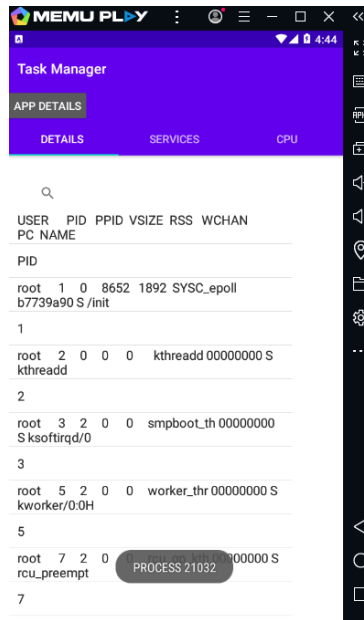 MEMU PLAY
4:44
Task Manager
APP DETAILS
DETAILS SERVICES CPU
USER PID PPID VSIZE RSS WCHAN
PC NAME
PID
root 1 0 8652 1892 SYSC_epoll
b7739a90 S /init
1
root 2 0 0 0 kthreadd 00000000 S
kthreadd
2
root 3 2 0 0 smpboot_th 00000000
S ksoftirqd/0
3
root 5 2 0 0 worker_thr 00000000 S
kworker/0:0H
5
root 7 2 0 0 rcu_gp_kth 00000000 S
rcu_preempt
PROCESS 21032
7